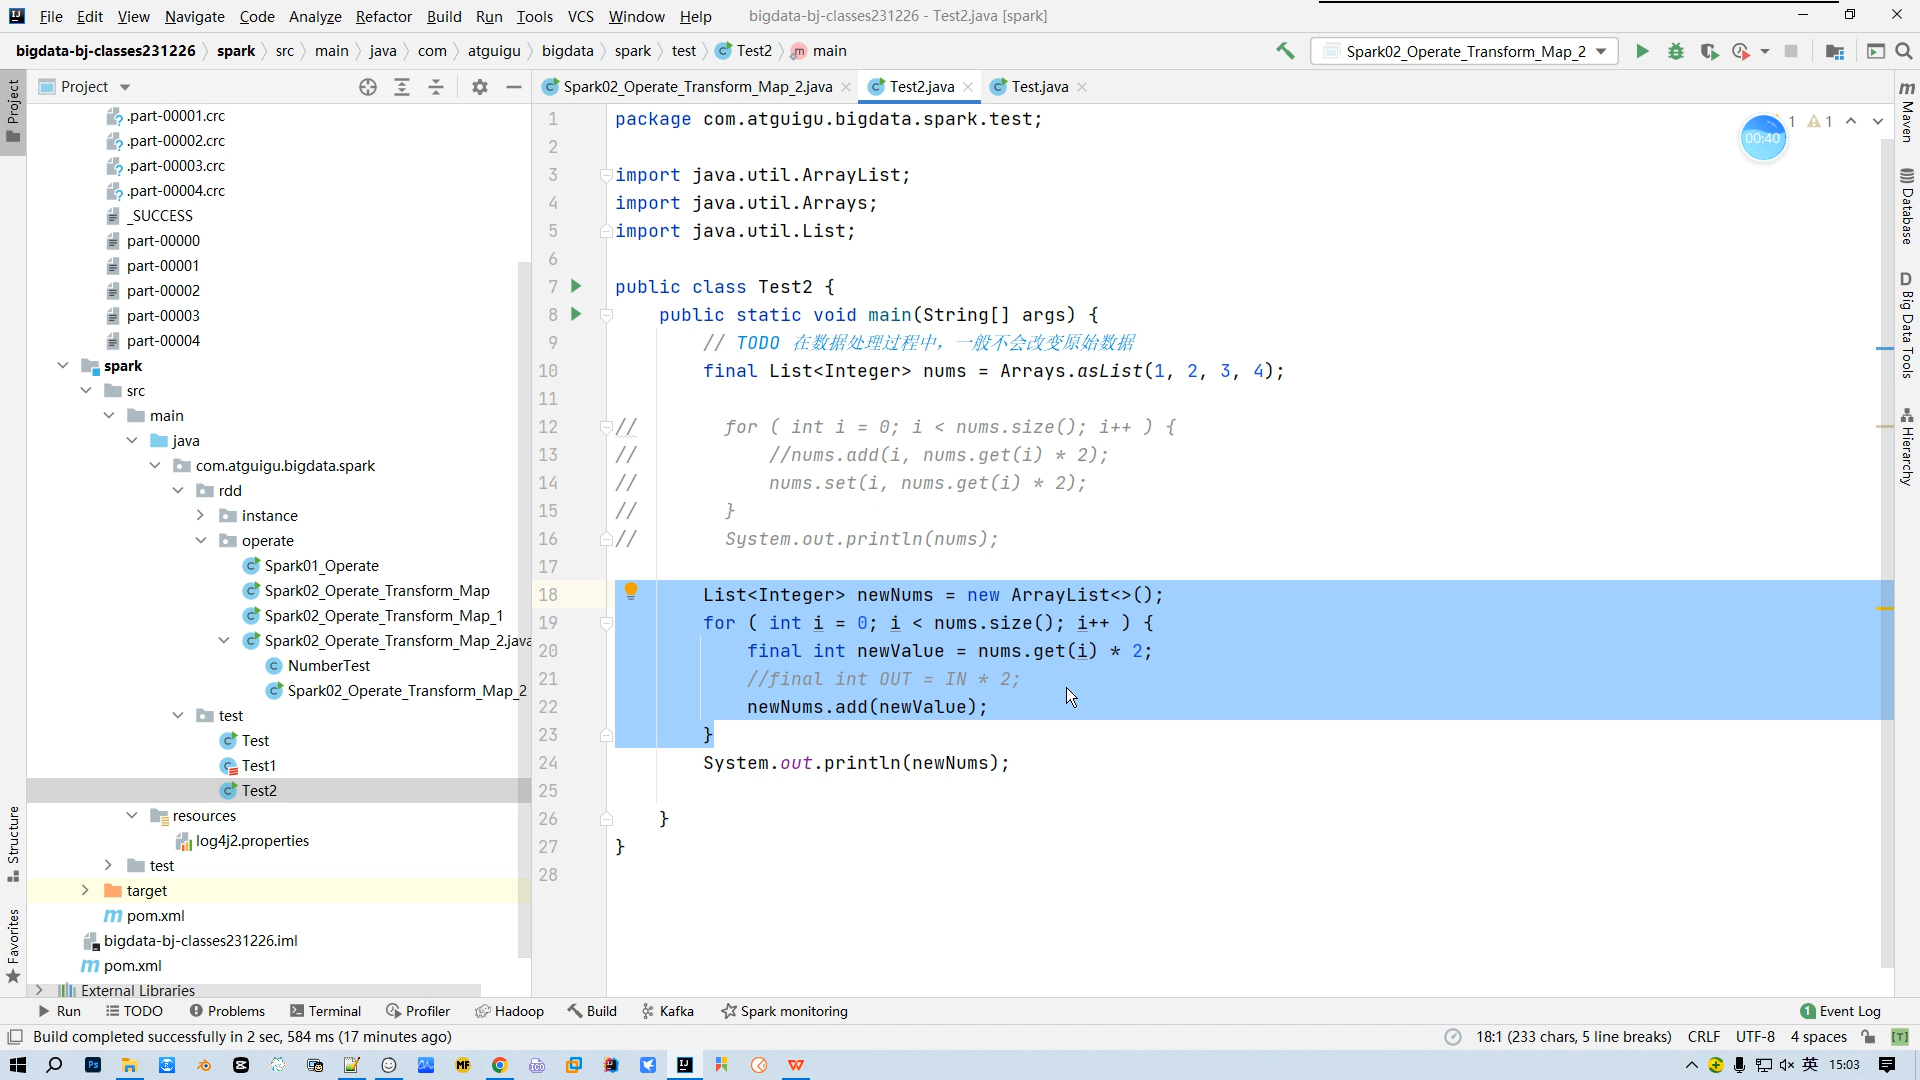 File Edit View Navigate Code Analyze Refactor Build Run Tools VCS Window Help bigdata-bj-classes231226 - Test2.java [spark]
bigdata-bj-classes231226 spark src main java com atguigu bigdata spark test Test2 main Spark02_Operate_Transform_Map_2
Project Spark02_Operate_Transform_Map_2.java Test2.java Test.java
Project
Structure
Favorites
.part-00001.crc
.part-00002.crc
.part-00003.crc
.part-00004.crc
_SUCCESS
part-00000
part-00001
part-00002
part-00003
part-00004
spark
src
main
java
com.atguigu.bigdata.spark
rdd
instance
operate
Spark01_Operate
Spark02_Operate_Transform_Map
Spark02_Operate_Transform_Map_1
Spark02_Operate_Transform_Map_2.java
NumberTest
Spark02_Operate_Transform_Map_2
test
Test
Test1
Test2
resources
log4j2.properties
test
target
pom.xml
bigdata-bj-classes231226.iml
pom.xml
External Libraries
1 package com.atguigu.bigdata.spark.test;
2
3 import java.util.ArrayList;
4 import java.util.Arrays;
5 import java.util.List;
6
7 public class Test2 {
8 public static void main(String[] args) {
9 // TODO 在数据处理过程中，一般不会改变原始数据
10 final List<Integer> nums = Arrays.asList(1, 2, 3, 4);
11
12 // for ( int i = 0; i < nums.size(); i++ ) {
13 // //nums.add(i, nums.get(i) * 2);
14 // nums.set(i, nums.get(i) * 2);
15 // }
16 // System.out.println(nums);
17
18 List<Integer> newNums = new ArrayList<>();
19 for ( int i = 0; i < nums.size(); i++ ) {
20 final int newValue = nums.get(i) * 2;
21 //final int OUT = IN * 2;
22 newNums.add(newValue);
23 }
24 System.out.println(newNums);
25
26 }
27 }
28
00:40 1 1
Maven
Database
Big Data Tools
Hierarchy
Run TODO Problems Terminal Profiler Hadoop Build Kafka Spark monitoring 1 Event Log
Build completed successfully in 2 sec, 584 ms (17 minutes ago) 18:1 (233 chars, 5 line breaks) CRLF UTF-8 4 spaces
英 15:03